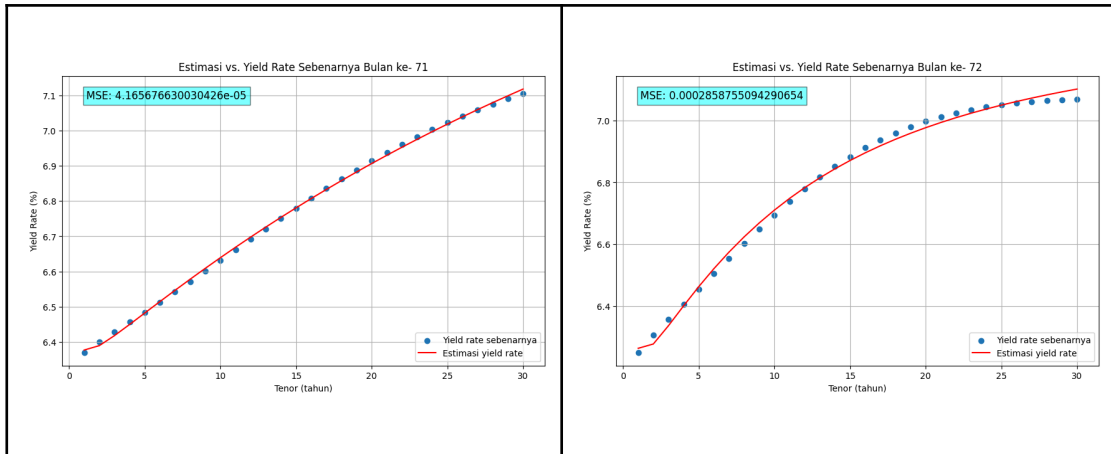 Estimasi vs. Yield Rate Sebenarnya Bulan ke- 71
MSE: 4.165676630030426e-05
7.1
7.0
6.9
6.8
6.7
6.6
6.5
6.4
Yield Rate (%)
0 5 10 15 20 25 30
Tenor (tahun)
Yield rate sebenarnya
Estimasi yield rate
Estimasi vs. Yield Rate Sebenarnya Bulan ke- 72
MSE: 0.0002858755094290654
7.0
6.8
6.6
6.4
Yield Rate (%)
0 5 10 15 20 25 30
Tenor (tahun)
Yield rate sebenarnya
Estimasi yield rate